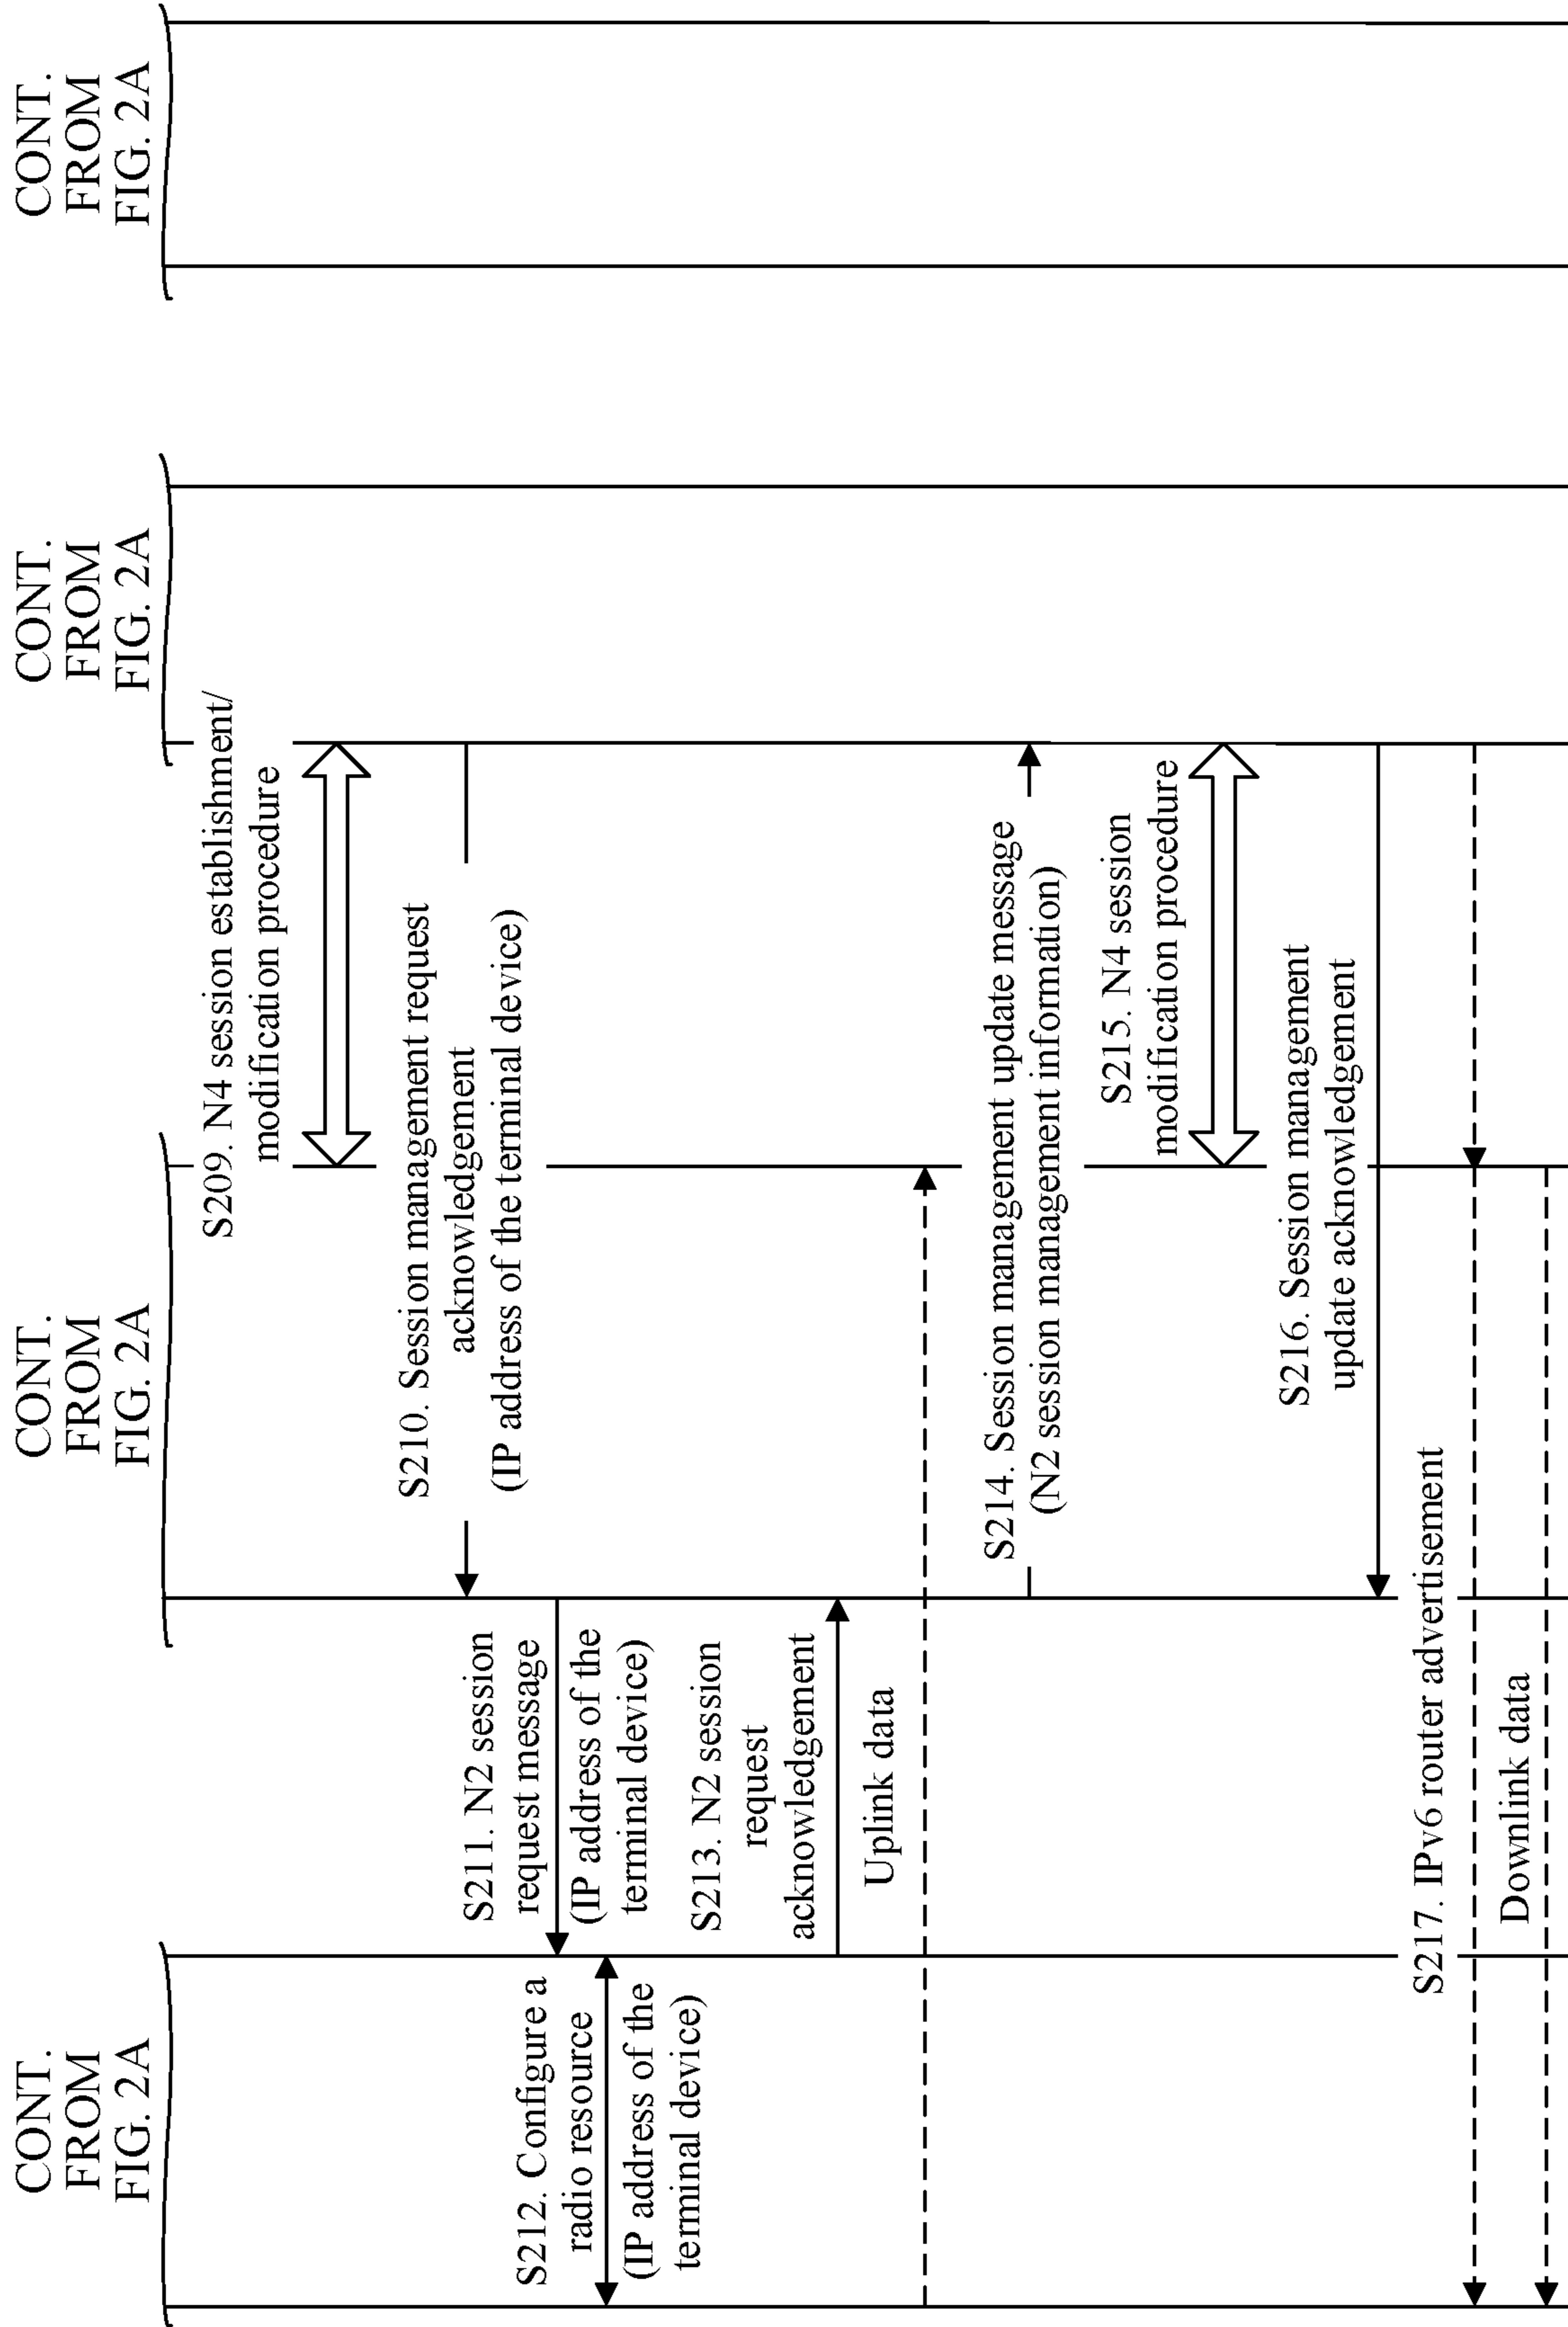 CONT.
FROM
FIG. 2A
CONT.
FROM
FIG. 2A
CONT.
FROM
FIG. 2A
CONT.
FROM
FIG. 2A
S209. N4 session establishment/
modification procedure
S210. Session management request
acknowledgement
(IP address of the terminal device)
S211. N2 session
request message
(IP address of the
terminal device)
S212. Configure a
radio resource
(IP address of the
terminal device)
S213. N2 session
request
acknowledgement
Uplink data
S214. Session management update message
(N2 session management information)
S215. N4 session
modification procedure
S216. Session management
update acknowledgement
S217. IPv6 router advertisement
Downlink data